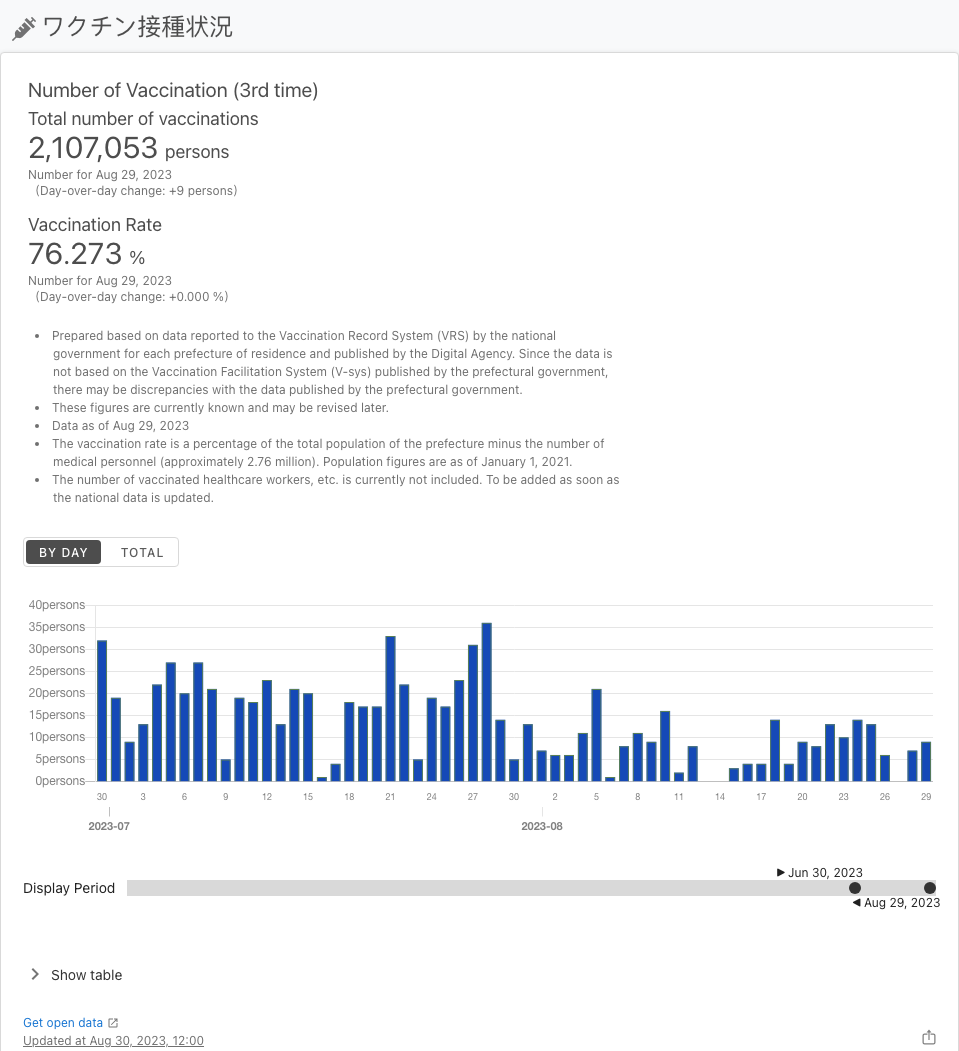 ワクチン接種状況
Number of Vaccination (3rd time)
Total number of vaccinations
2,107,053 persons
Number for Aug 29, 2023
(Day-over-day change: +9 persons)
Vaccination Rate
76.273 %
Number for Aug 29, 2023
(Day-over-day change: +0.000 %)
• Prepared based on data reported to the Vaccination Record System (VRS) by the national
government for each prefecture of residence and published by the Digital Agency. Since the data is
not based on the Vaccination Facilitation System (V-sys) published by the prefectural government,
there may be discrepancies with the data published by the prefectural government.
• These figures are currently known and may be revised later.
• Data as of Aug 29, 2023
• The vaccination rate is a percentage of the total population of the prefecture minus the number of
medical personnel (approximately 2.76 million). Population figures are as of January 1, 2021.
• The number of vaccinated healthcare workers, etc. is currently not included. To be added as soon as
the national data is updated.
BY DAY TOTAL
40persons
35persons
30persons
25persons
20persons
15persons
10persons
5persons
0persons
30 3 6 9 12 15 18 21 24 27 30 2 5 8 11 14 17 20 23 26 29
2023-07 2023-08
Jun 30, 2023
Display Period
Aug 29, 2023
Show table
Get open data
Updated at Aug 30, 2023, 12:00